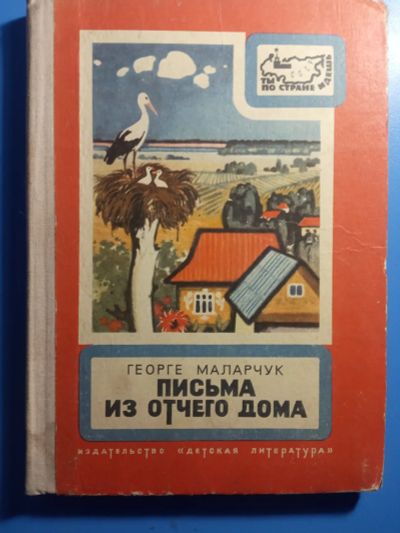 ТЫ
ПО СТРАНЕ
ИДЕШЬ
ГЕОРГЕ МАЛАРЧУК
ПИСЬМА
ИЗ ОТЧЕГО ДОМА
ИЗДАТЕЛЬСТВО «ДЕТСКАЯ ЛИТЕРАТУРА»